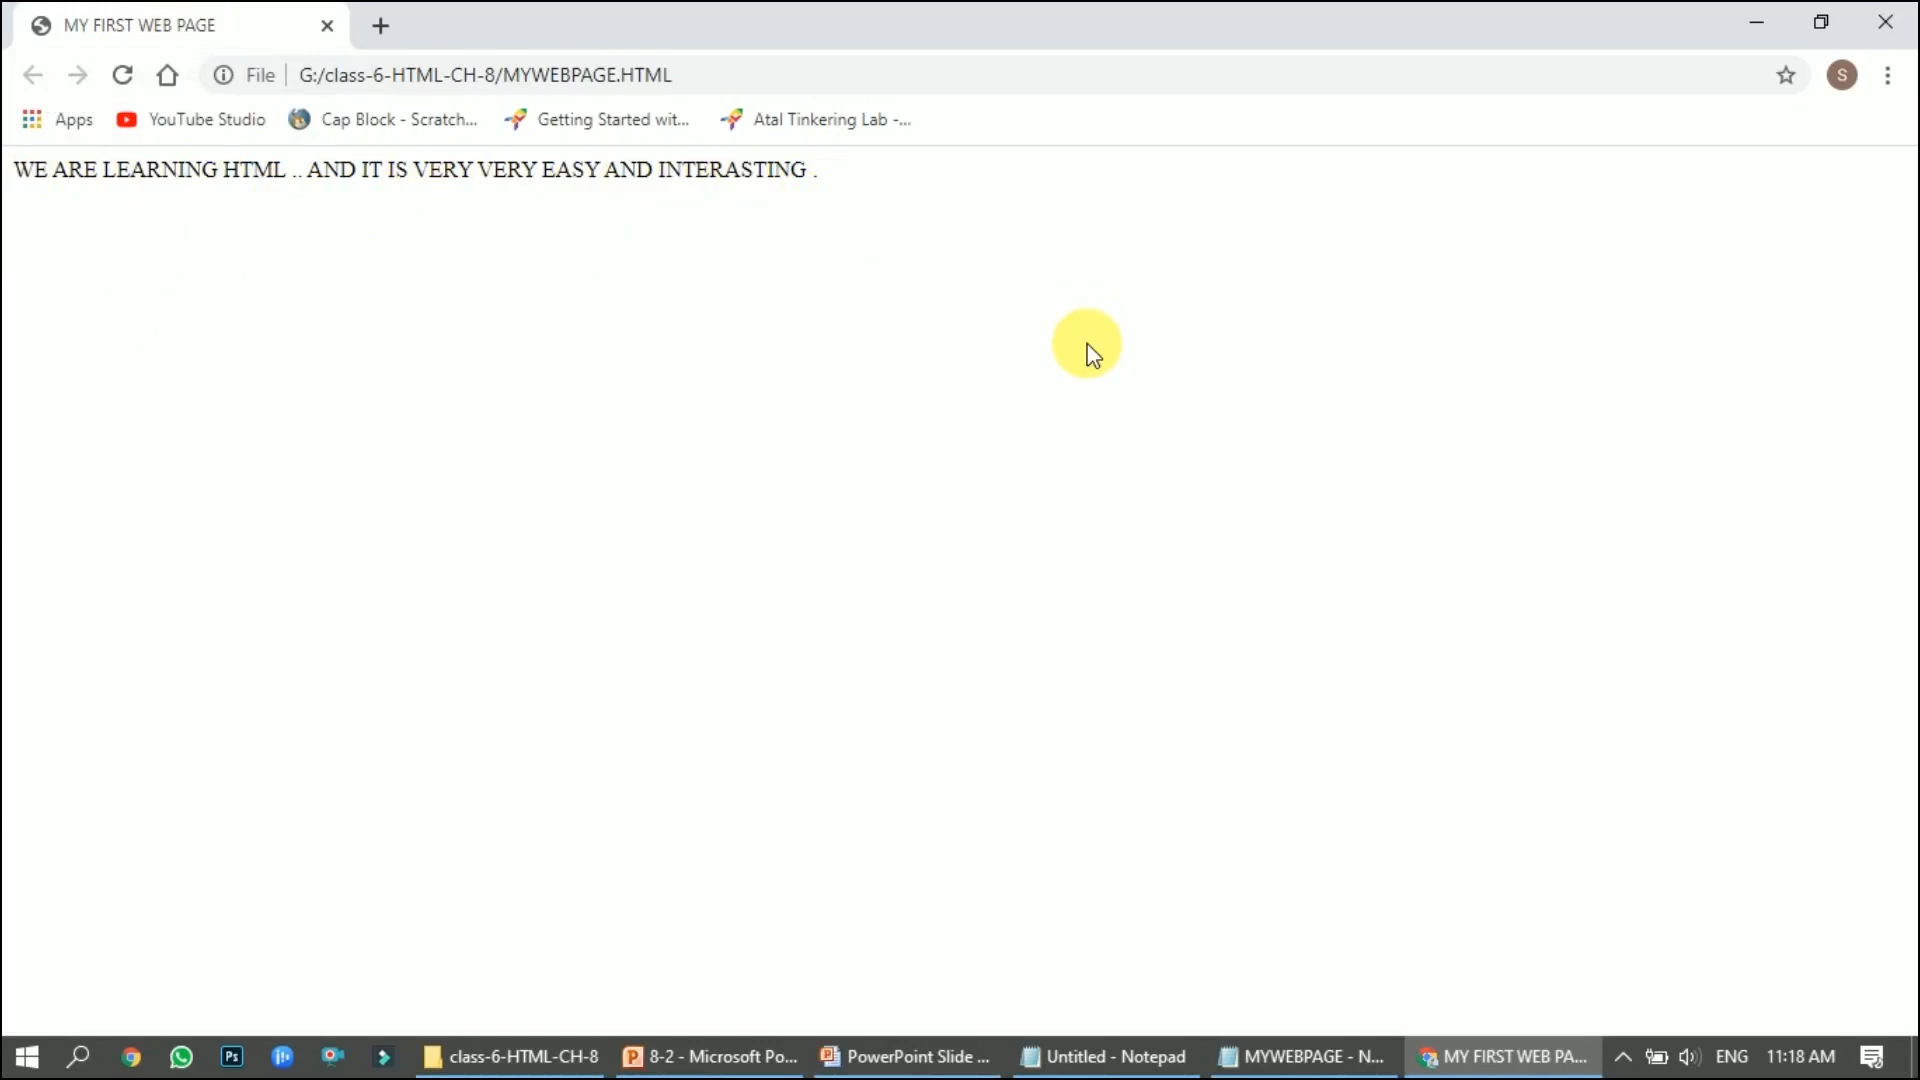 MY FIRST WEB PAGE
File G:/class-6-HTML-CH-8/MYWEBPAGE.HTML S
Apps YouTube Studio Cap Block - Scratch... Getting Started wit... Atal Tinkering Lab -...
WE ARE LEARNING HTML .. AND IT IS VERY VERY EASY AND INTERASTING .
Ps class-6-HTML-CH-8 8-2 - Microsoft Po... PowerPoint Slide ... Untitled - Notepad MYWEBPAGE - N... MY FIRST WEB PA... ENG 11:18 AM